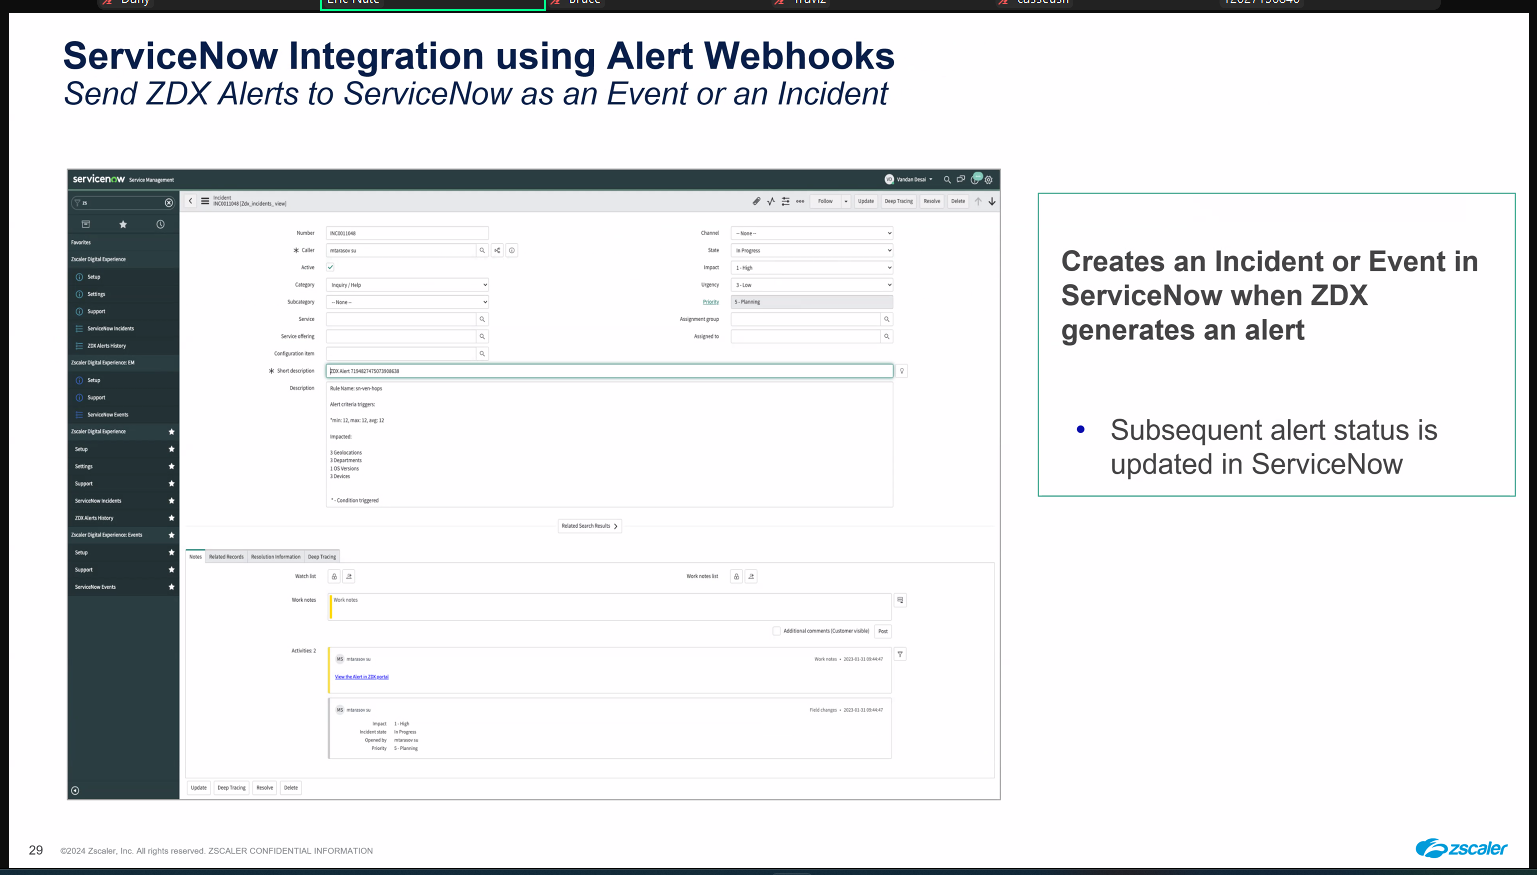 Dany
Eric Nute
Bruce
Traviz
ServiceNow Integration using Alert Webhooks
Send ZDX Alerts to ServiceNow as an Event or an Incident
servicenow Service Management
Vandan Desai
zs
Incident
INC0011048 [Zdx_Incidents_ view]
Follow
Update
Deep Tracing
Resolve
Delete
Favorites
Zscaler Digital Experience
Setup
Settings
Support
ServiceNow Incidents
ZDX Alerts History
Zscaler Digital Experience: EM
Setup
Support
ServiceNow Events
Zscaler Digital Experience
Setup
Settings
Support
ServiceNow Incidents
ZDX Alerts History
Zscaler Digital Experience: Events
Setup
Support
ServiceNow Events
Number INC0011048
Caller mtarasov su
Active
Category Inquiry / Help
Subcategory -- None --
Service
Service offering
Configuration item
Channel -- None --
State In Progress
Impact 1 - High
Urgency 3 - Low
Priority 5 - Planning
Assignment group
Assigned to
Short description ZDX Alert 7194827475073908638
Description Rule Name: sn-ven-hops
Alert criteria triggers:
*min: 12, max: 12, avg: 12
Impacted:
3 Geolocations
3 Departments
1 OS Versions
3 Devices
* - Condition triggered
Related Search Results
Notes
Related Records
Resolution Information
Deep Tracing
Watch list
Work notes list
Work notes Work notes
Additional comments (Customer visible)
Post
Activities: 2
MS mtarasov su
Work notes • 2023-01-31 09:44:47
View the Alert in ZDX portal
MS mtarasov su
Field changes • 2023-01-31 09:44:47
Impact 1 - High
Incident state In Progress
Opened by mtarasov su
Priority 5 - Planning
Update
Deep Tracing
Resolve
Delete
Creates an Incident or Event in
ServiceNow when ZDX
generates an alert
• Subsequent alert status is
updated in ServiceNow
29
©2024 Zscaler, Inc. All rights reserved. ZSCALER CONFIDENTIAL INFORMATION
zscaler